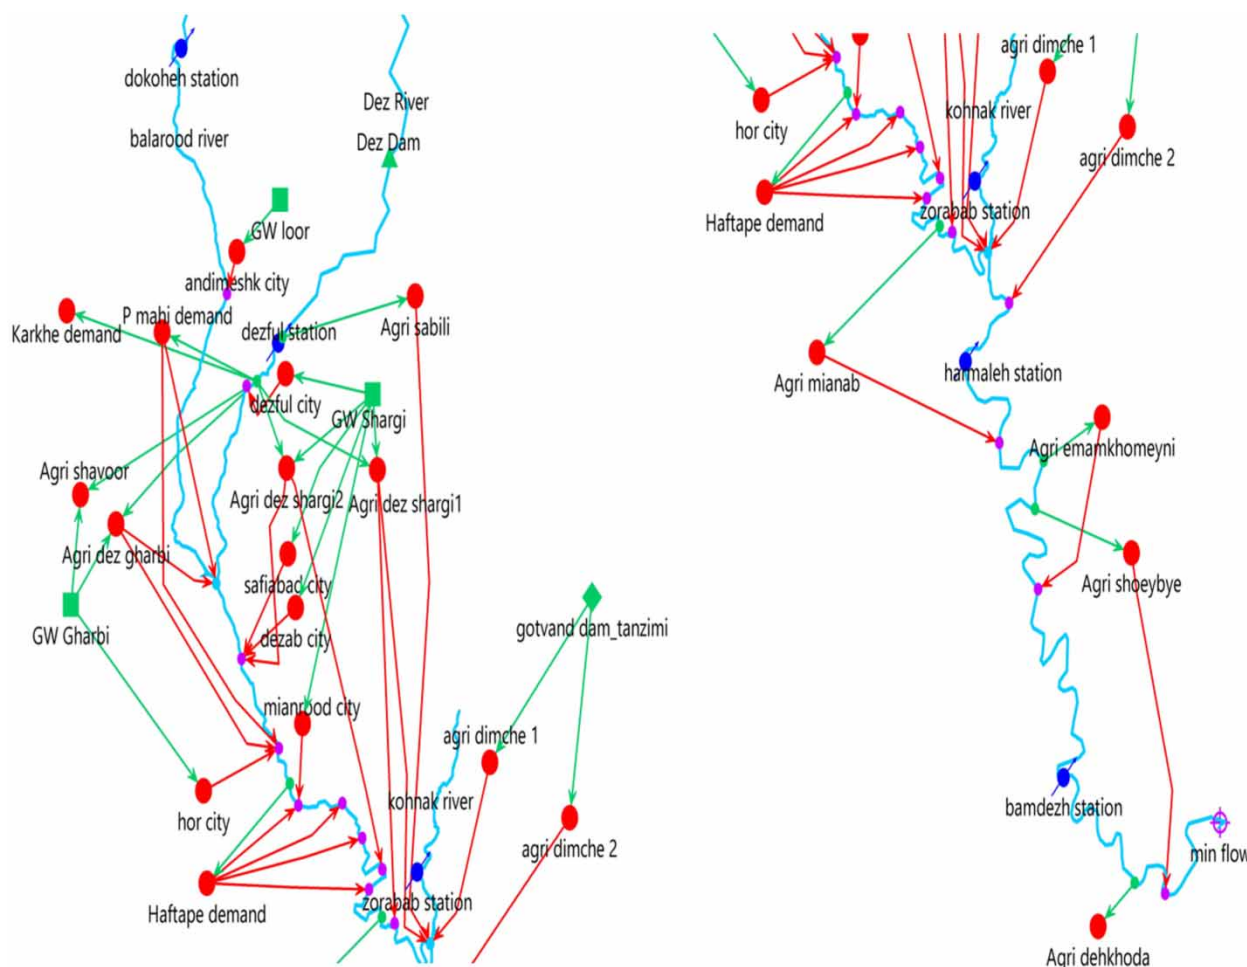 dokoheh station
Dez River
balarood river
Dez Dam
GW loor
andimeshk city
P mahi demand
Karkhe demand
dezful station
Agri sabili
dezful city
GW Shargi
Agri shavoor
Agri dez shargi2
Agri dez shargi1
Agri dez gharbi
safiabad city
GW Gharbi
dezab city
gotvand dam_tanzimi
mianrood city
agri dimche 1
hor city
kohnak river
agri dimche 2
Haftape demand
zorabab station
agri dimche 1
hor city
kohnak river
agri dimche 2
Haftape demand
zorabab station
Agri mianab
harmaleh station
Agri emamkhomeyni
Agri shoeybye
bamdezh station
min flow
Agri dehkhoda